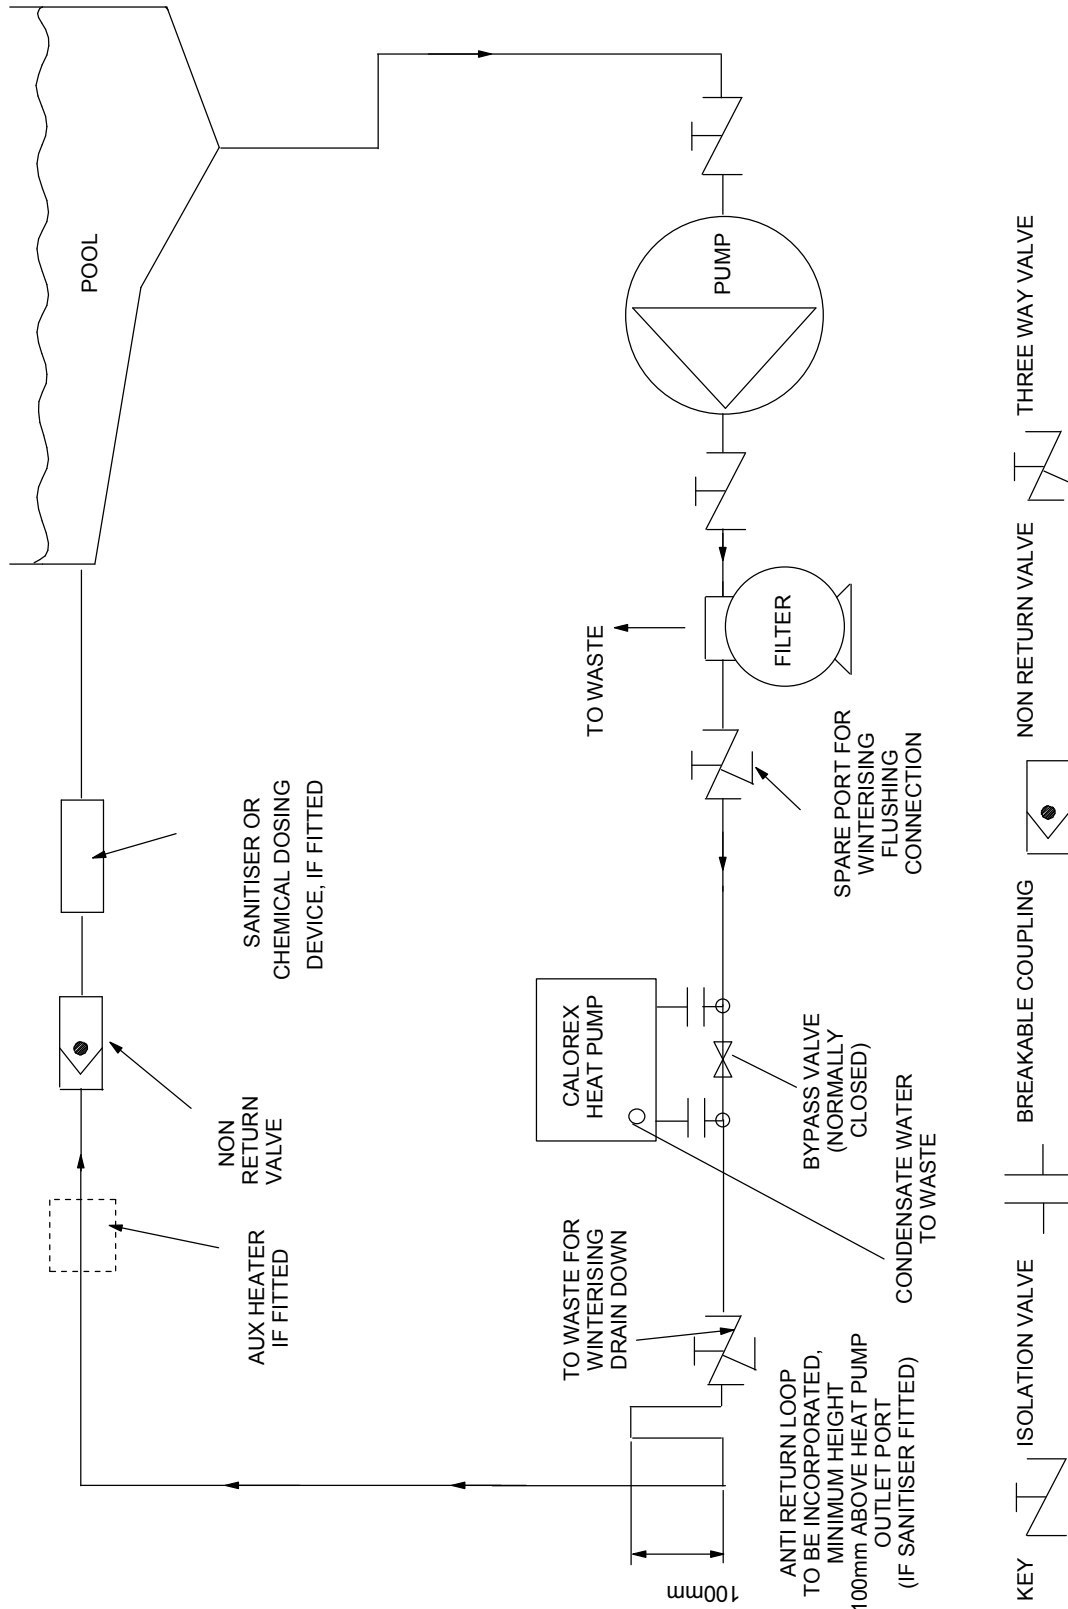 POOL
PUMP
FILTER
TO WASTE
SPARE PORT FOR
WINTERISING
FLUSHING
CONNECTION
SANITISER OR
CHEMICAL DOSING
DEVICE, IF FITTED
NON
RETURN
VALVE
AUX HEATER
IF FITTED
CALOREX
HEAT PUMP
BYPASS VALVE
(NORMALLY
CLOSED)
CONDENSATE WATER
TO WASTE
TO WASTE FOR
WINTERISING
DRAIN DOWN
ANTI RETURN LOOP
TO BE INCORPORATED,
MINIMUM HEIGHT
100mm ABOVE HEAT PUMP
OUTLET PORT
(IF SANITISER FITTED)
100mm
KEY
ISOLATION VALVE
BREAKABLE COUPLING
NON RETURN VALVE
THREE WAY VALVE